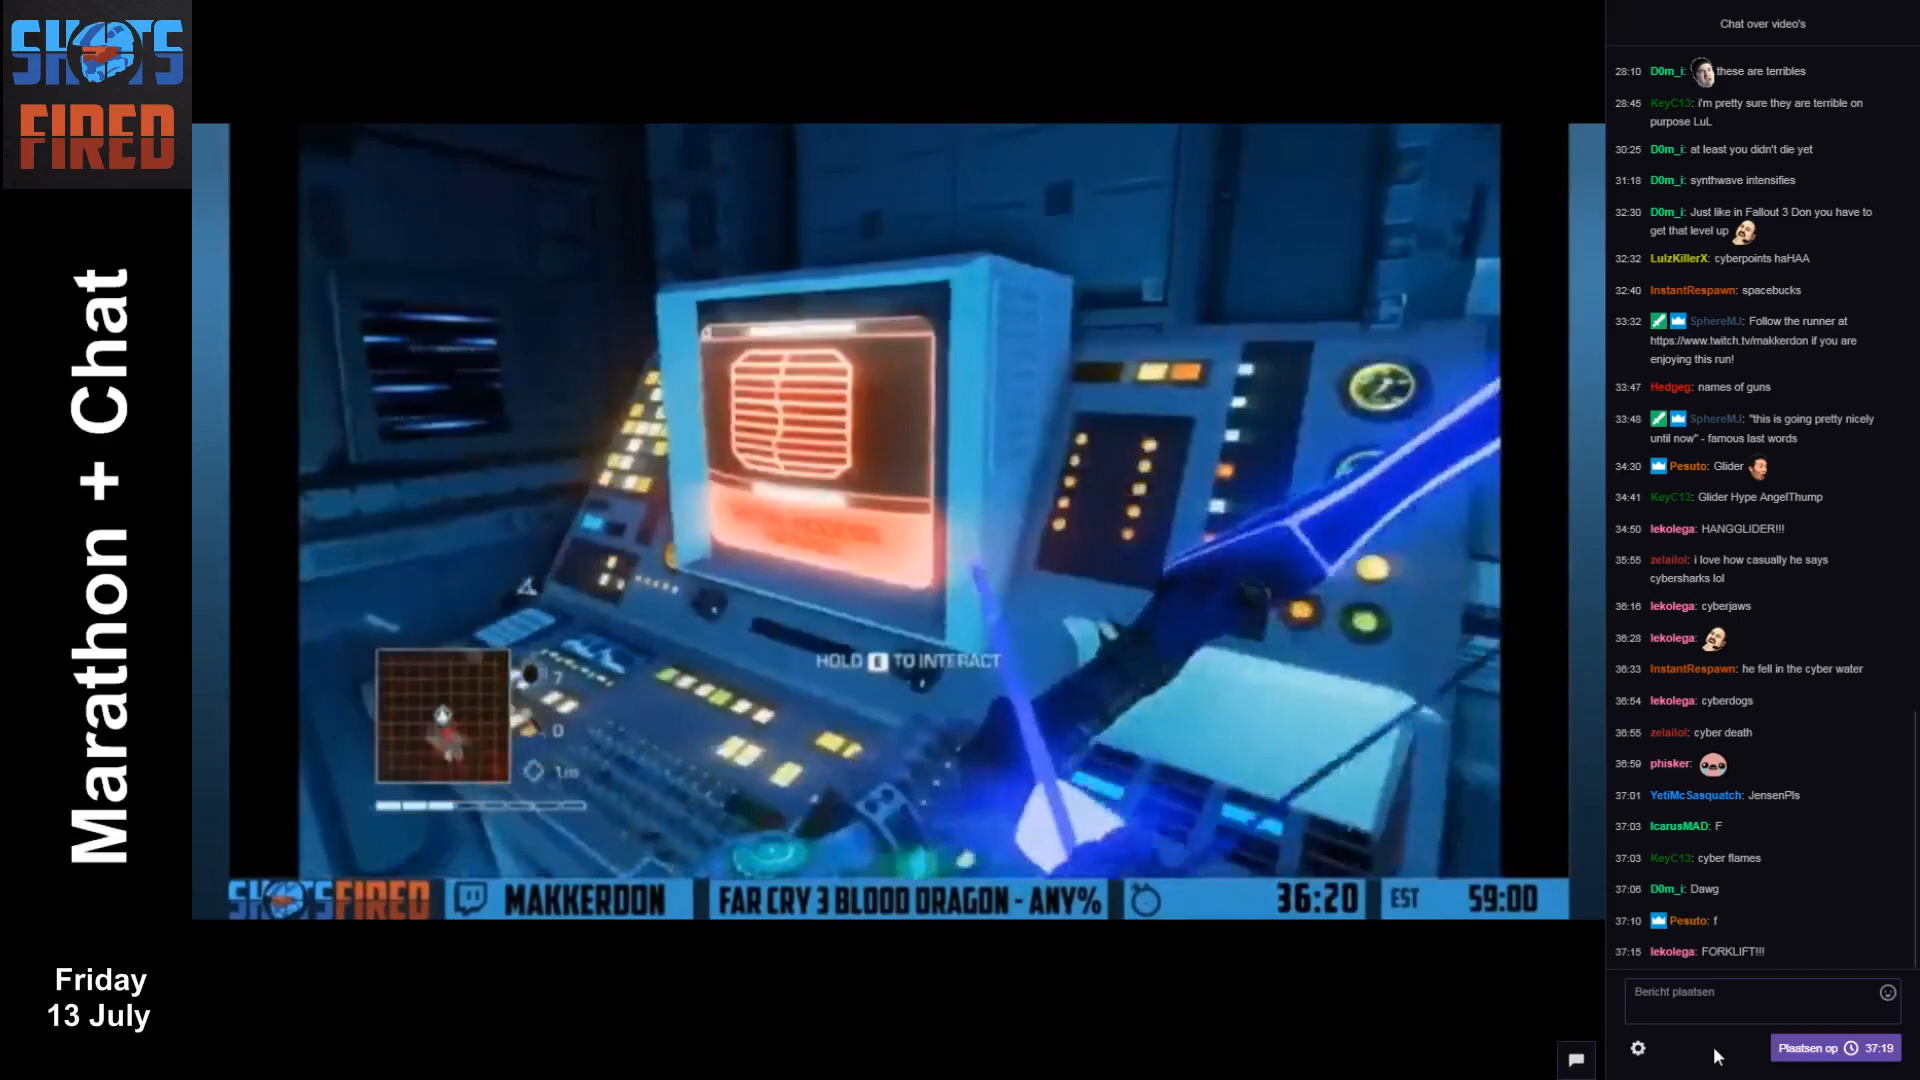 SHOTS
FIRED
Marathon + Chat
Friday
13 July
HOLD E TO INTERACT
7
0
1m
SHOTSFIRED
MAKKERDON
FAR CRY 3 BLOOD DRAGON - ANY%
36:20
EST
59:00
Chat over video's
28:10 D0m_i: these are terribles
28:45 KeyC13: i'm pretty sure they are terrible on
purpose LuL
30:25 D0m_i: at least you didn't die yet
31:18 D0m_i: synthwave intensifies
32:30 D0m_i: Just like in Fallout 3 Don you have to
get that level up
32:32 LulzKillerX: cyberpoints haHAA
32:40 InstantRespawn: spacebucks
33:32 SphereMJ: Follow the runner at
https://www.twitch.tv/makkerdon if you are
enjoying this run!
33:47 Hedgeg: names of guns
33:48 SphereMJ: "this is going pretty nicely
until now" - famous last words
34:30 Pesuto: Glider
34:41 KeyC13: Glider Hype AngelThump
34:50 lekolega: HANGGLIDER!!!
35:55 zelailol: i love how casually he says
cybersharks lol
36:16 lekolega: cyberjaws
36:28 lekolega:
36:33 InstantRespawn: he fell in the cyber water
36:54 lekolega: cyberdogs
36:55 zelailol: cyber death
36:59 phisker:
37:01 YetiMcSasquatch: JensenPls
37:03 IcarusMAD: F
37:03 KeyC13: cyber flames
37:06 D0m_i: Dawg
37:10 Pesuto: f
37:15 lekolega: FORKLIFT!!!
Bericht plaatsen
Plaatsen op 37:19